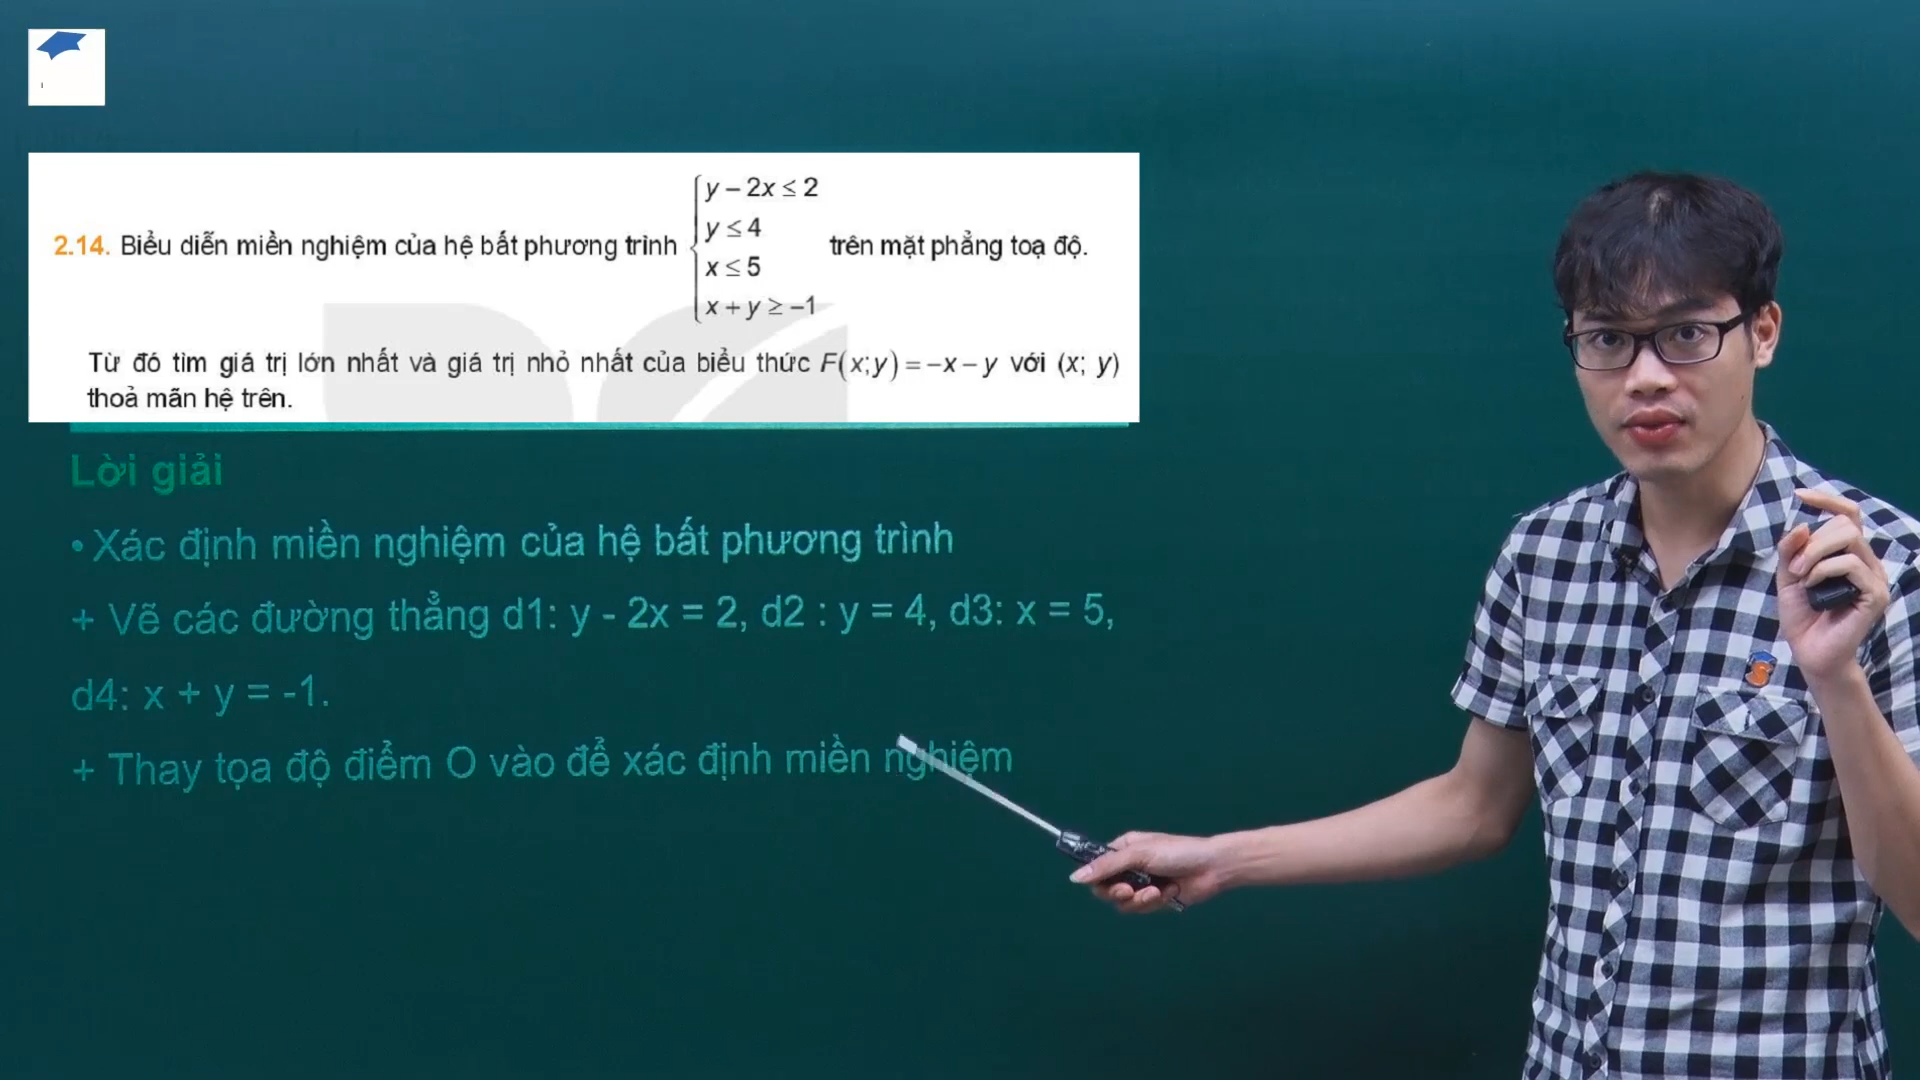 2.14. Biểu diễn miền nghiệm của hệ bất phương trình trên mặt phẳng toạ độ.
y – 2x ≤ 2
y ≤ 4
x ≤ 5
x + y ≥ –1
Từ đó tìm giá trị lớn nhất và giá trị nhỏ nhất của biểu thức F(x;y) = –x – y với (x; y)
thoả mãn hệ trên.
Lời giải
• Xác định miền nghiệm của hệ bất phương trình
+ Vẽ các đường thẳng d1: y - 2x = 2, d2 : y = 4, d3: x = 5,
d4: x + y = -1.
+ Thay tọa độ điểm O vào để xác định miền nghiệm